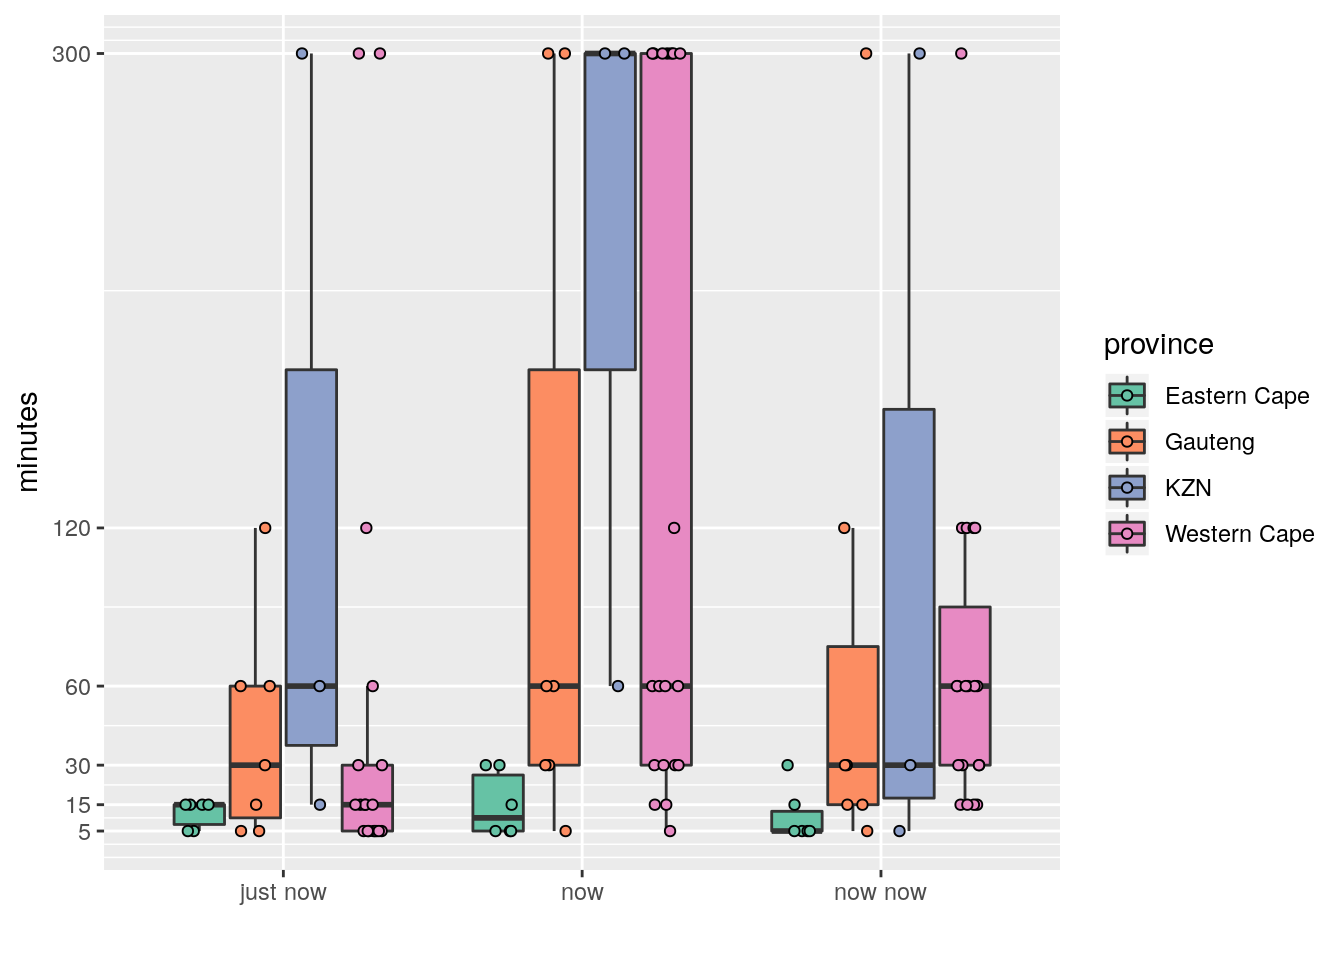 300
120
60
30
15
5
minutes
just now
now
now now
province
Eastern Cape
Gauteng
KZN
Western Cape